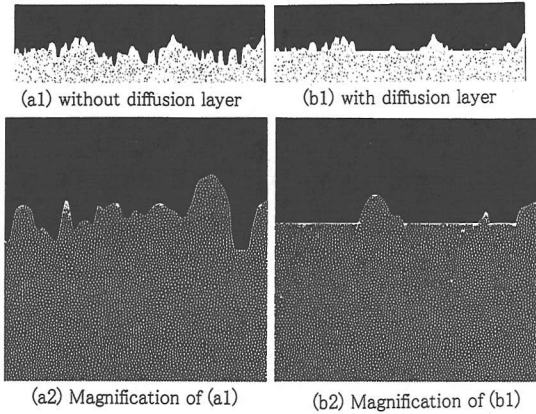 (a1) without diffusion layer
(b1) with diffusion layer
(a2) Magnification of (a1)
(b2) Magnification of (b1)